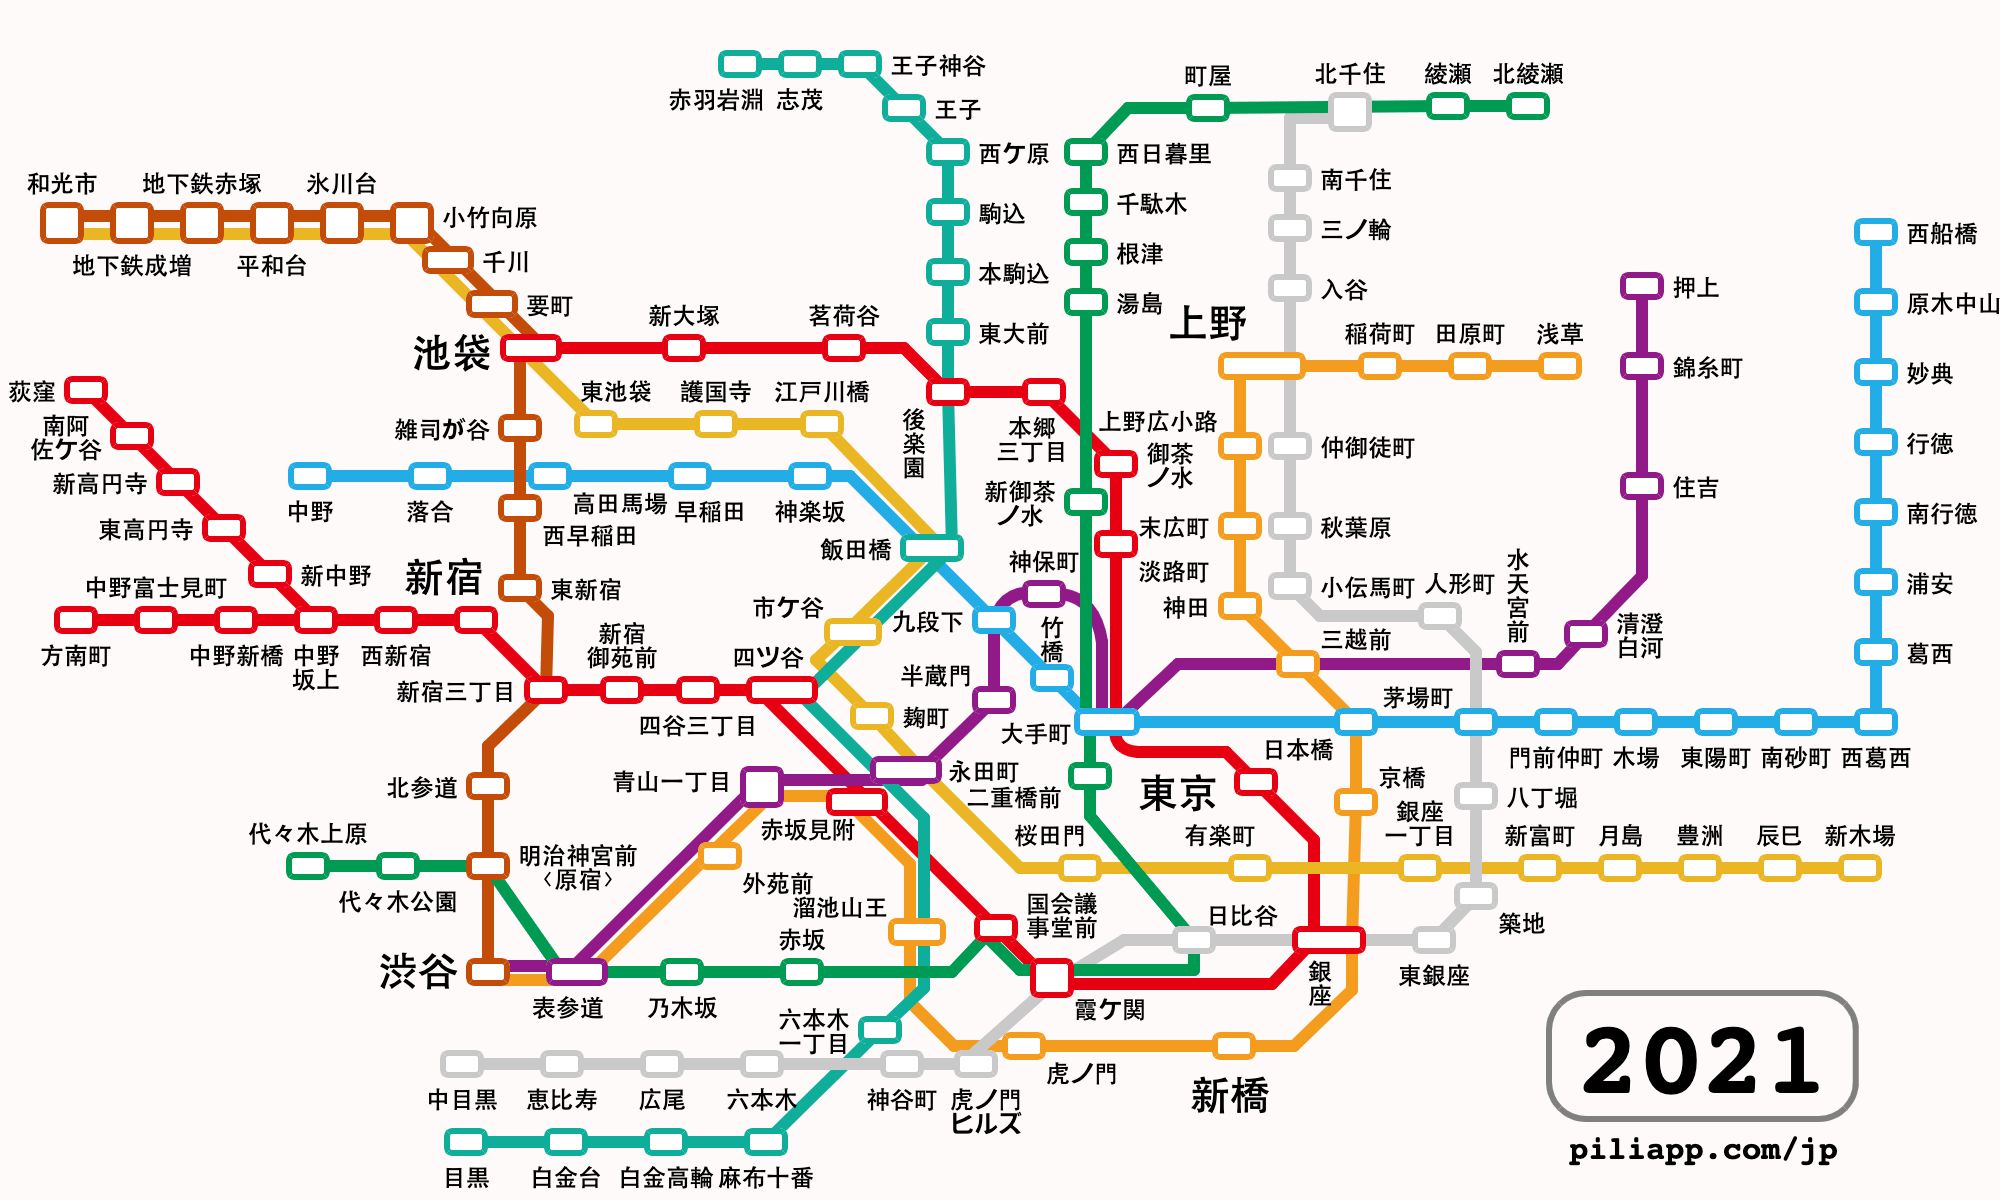 王子神谷
赤羽岩淵
志茂
王子
町屋
北千住
綾瀬
北綾瀬
西ケ原
西日暮里
和光市
地下鉄赤塚
氷川台
小竹向原
地下鉄成増
平和台
千川
要町
駒込
千駄木
南千住
三ノ輪
西船橋
本駒込
根津
入谷
押上
原木中山
池袋
新大塚
茗荷谷
東大前
湯島
上野
稲荷町
田原町
浅草
錦糸町
妙典
荻窪
南阿
佐ケ谷
新高円寺
東高円寺
新中野
東池袋
護国寺
江戸川橋
後楽園
本郷
三丁目
上野広小路
御茶
ノ水
仲御徒町
行徳
雑司が谷
中野
落合
高田馬場
早稲田
神楽坂
西早稲田
新御茶
ノ水
末広町
秋葉原
住吉
南行徳
新宿
東新宿
飯田橋
神保町
淡路町
神田
小伝馬町
人形町
水天宮前
浦安
中野富士見町
方南町
中野新橋
中野
坂上
西新宿
新宿
御苑前
新宿三丁目
四谷三丁目
四ツ谷
市ケ谷
九段下
竹橋
三越前
清澄
白河
葛西
半蔵門
麹町
大手町
茅場町
日本橋
門前仲町
木場
東陽町
南砂町
西葛西
北参道
青山一丁目
永田町
二重橋前
東京
京橋
銀座
一丁目
八丁堀
代々木上原
代々木公園
明治神宮前
〈原宿〉
赤坂見附
桜田門
有楽町
新富町
月島
豊洲
辰巳
新木場
外苑前
溜池山王
国会議
事堂前
日比谷
築地
渋谷
表参道
乃木坂
赤坂
霞ケ関
銀座
東銀座
六本木
一丁目
中目黒
恵比寿
広尾
六本木
神谷町
虎ノ門
ヒルズ
虎ノ門
新橋
目黒
白金台
白金高輪
麻布十番
2021
piliapp.com/jp